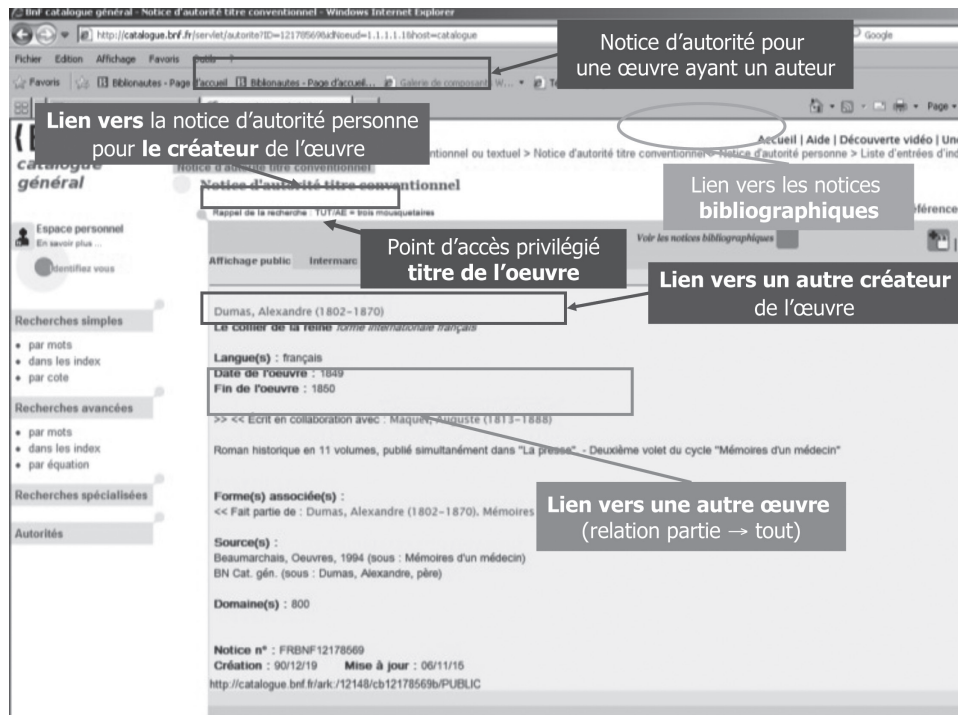 BnF catalogue général - Notice d'autorité titre conventionnel - Windows Internet Explorer
http://catalogue.bnf.fr/servlet/autorite?ID=12178569&idNoeud=1.1.1.1.1&host=catalogue
Google
Fichier Edition Affichage Favoris Outils ?
Favoris Biblionautes - Page d'accueil Biblionautes - Page d'accueil... Galerie de composants W...
Page
Notice d'autorité pour
une œuvre ayant un auteur
Lien vers la notice d'autorité personne
pour le créateur de l'œuvre
Accueil | Aide | Découverte vidéo | Un
catalogue
général
tionnel ou textuel > Notice d'autorité titre conventionnel > Notice d'autorité personne > Liste d'entrées d'ind
Notice d'autorité titre conventionnel
Notice d'autorité titre conventionnel
Rappel de la recherche : TUT/AE = trois mousquetaires
Lien vers les notices
bibliographiques
férence
Espace personnel
En savoir plus ...
Identifiez vous
Point d'accès privilégié
titre de l'oeuvre
Voir les notices bibliographiques
Affichage public Intermarc
Lien vers un autre créateur
de l'œuvre
Recherches simples
• par mots
• dans les index
• par cote
Recherches avancées
• par mots
• dans les index
• par équation
Recherches spécialisées
Autorités
Dumas, Alexandre (1802-1870)
Le collier de la reine forme internationale français
Langue(s) : français
Date de l'oeuvre : 1849
Fin de l'oeuvre : 1850
>> << Écrit en collaboration avec : Maquet, Auguste (1813-1888)
Roman historique en 11 volumes, publié simultanément dans "La presse". - Deuxième volet du cycle "Mémoires d'un médecin"
Forme(s) associée(s) :
<< Fait partie de : Dumas, Alexandre (1802-1870). Mémoires
Lien vers une autre œuvre
(relation partie → tout)
Source(s) :
Beaumarchais, Oeuvres, 1994 (sous : Mémoires d'un médecin)
BN Cat. gén. (sous : Dumas, Alexandre, père)
Domaine(s) : 800
Notice n° : FRBNF12178569
Création : 90/12/19 Mise à jour : 06/11/15
http://catalogue.bnf.fr/ark:/12148/cb12178569b/PUBLIC